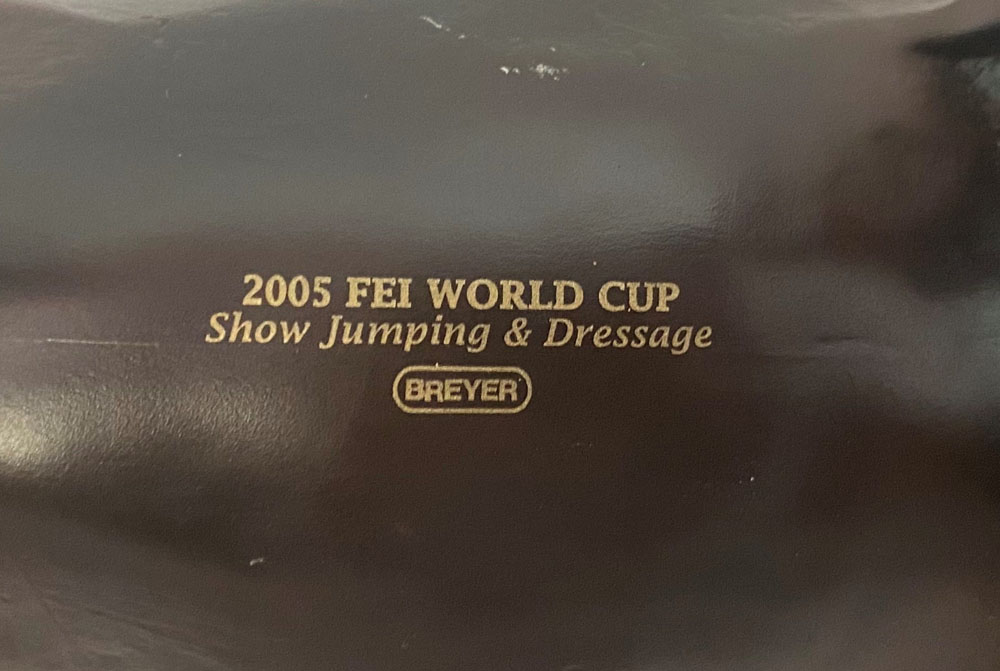 2005 FEI WORLD CUP
Show Jumping & Dressage
BREYER